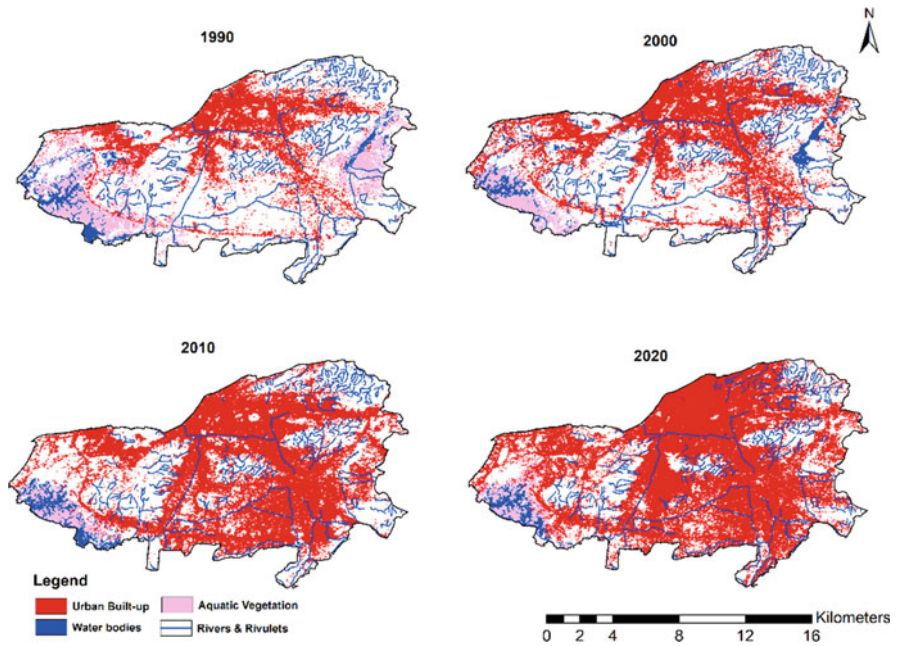 N
1990
2000
2010
2020
Legend
Urban Built-up
Aquatic Vegetation
Water bodies
Rivers & Rivulets
Kilometers
0 2 4 8 12 16